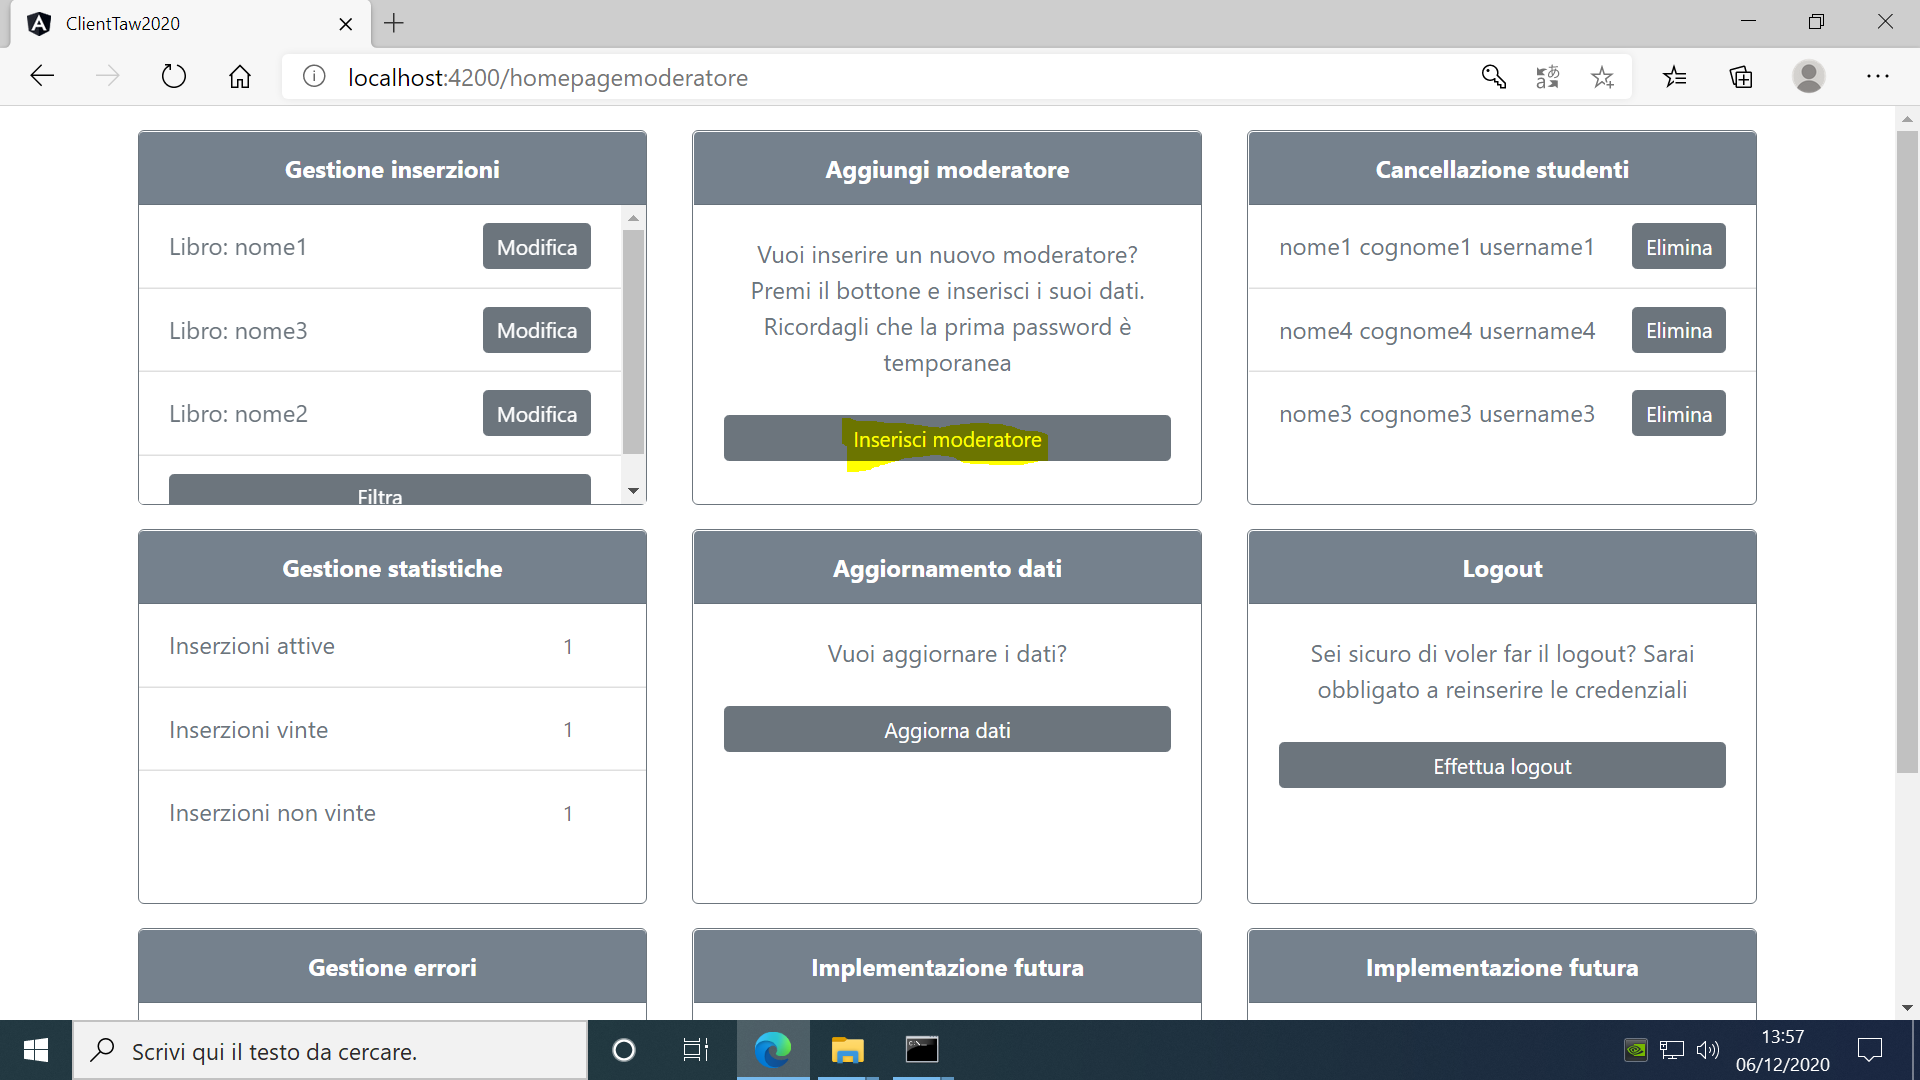 ClientTaw2020
localhost:4200/homepagemoderatore
Gestione inserzioni
Libro: nome1
Modifica
Libro: nome3
Modifica
Libro: nome2
Modifica
Filtra
Aggiungi moderatore
Vuoi inserire un nuovo moderatore?
Premi il bottone e inserisci i suoi dati.
Ricordagli che la prima password è
temporanea
Inserisci moderatore
Cancellazione studenti
nome1 cognome1 username1
Elimina
nome4 cognome4 username4
Elimina
nome3 cognome3 username3
Elimina
Gestione statistiche
Inserzioni attive 1
Inserzioni vinte 1
Inserzioni non vinte 1
Aggiornamento dati
Vuoi aggiornare i dati?
Aggiorna dati
Logout
Sei sicuro di voler far il logout? Sarai
obbligato a reinserire le credenziali
Effettua logout
Gestione errori
Implementazione futura
Implementazione futura
Scrivi qui il testo da cercare.
13:57
06/12/2020